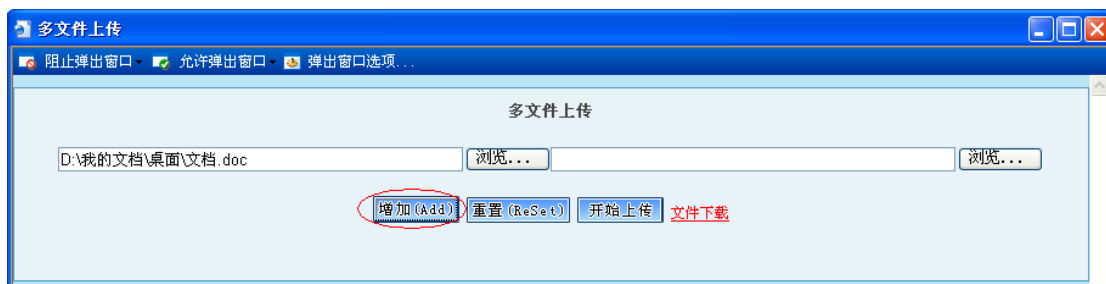 多文件上传
阻止弹出窗口 允许弹出窗口 弹出窗口选项...
多文件上传
D:\我的文档\桌面\文档.doc 浏览... 浏览...
增加(Add) 重置(ReSet) 开始上传 文件下载